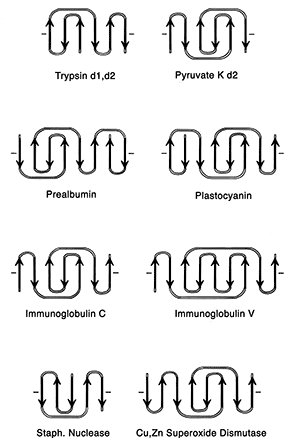 Trypsin d1,d2
Pyruvate K d2
Prealbumin
Plastocyanin
Immunoglobulin C
Immunoglobulin V
Staph. Nuclease
Cu,Zn Superoxide Dismutase